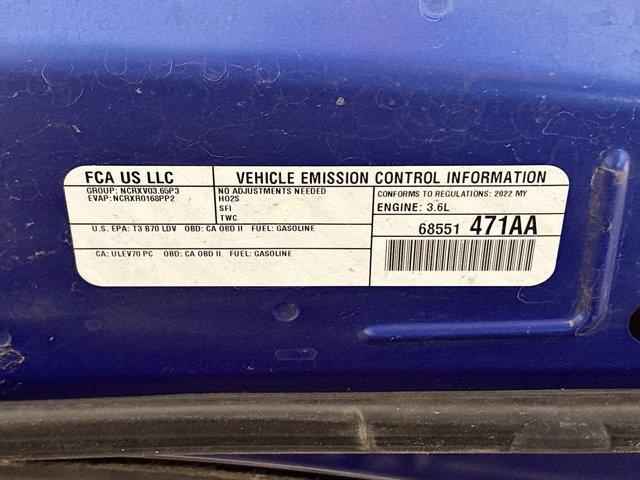 FCA US LLC
VEHICLE EMISSION CONTROL INFORMATION
GROUP: NCRXV03.65P3
EVAP: NCRXR0168PP2
NO ADJUSTMENTS NEEDED
HO2S
SFI
TWC
CONFORMS TO REGULATIONS: 2022 MY
ENGINE: 3.6L
U.S. EPA: T3 B70 LDV OBD: CA OBD II FUEL: GASOLINE
68551 471AA
CA: ULEV70 PC OBD: CA OBD II FUEL: GASOLINE